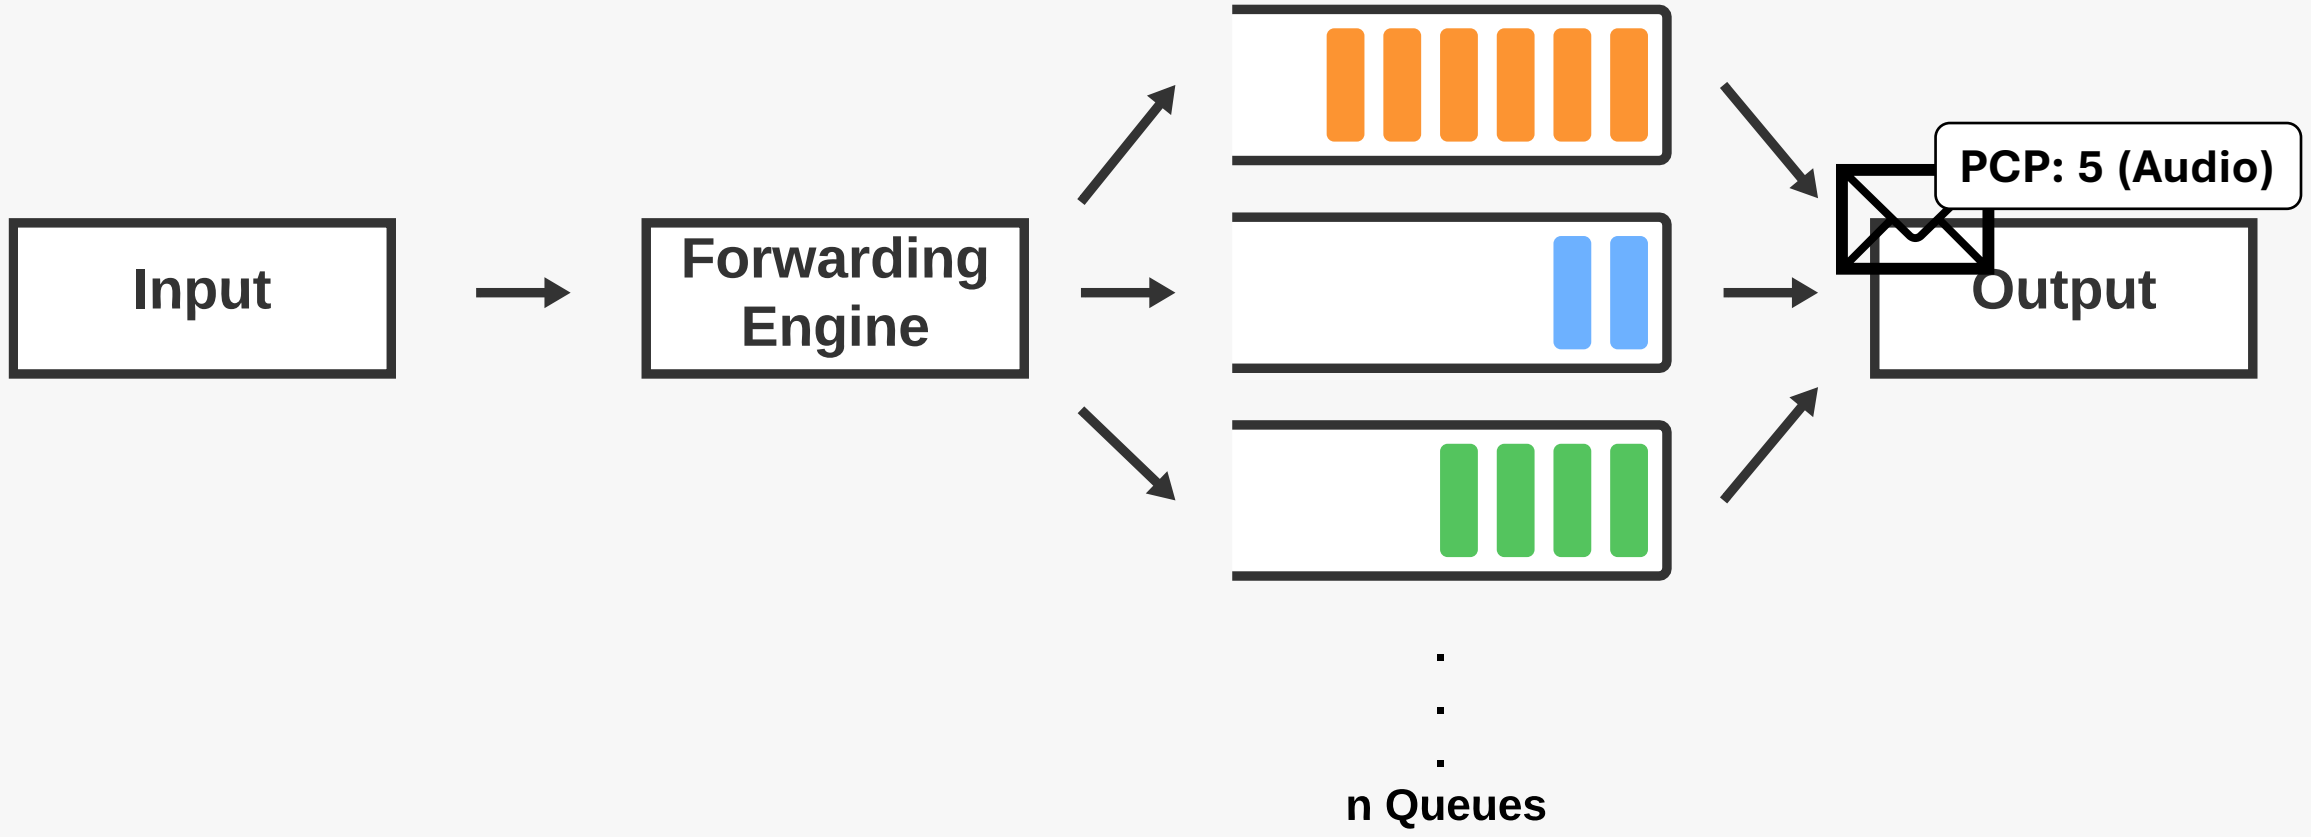 PCP: 5 (Audio)
Input
Forwarding
Engine
Output
n Queues